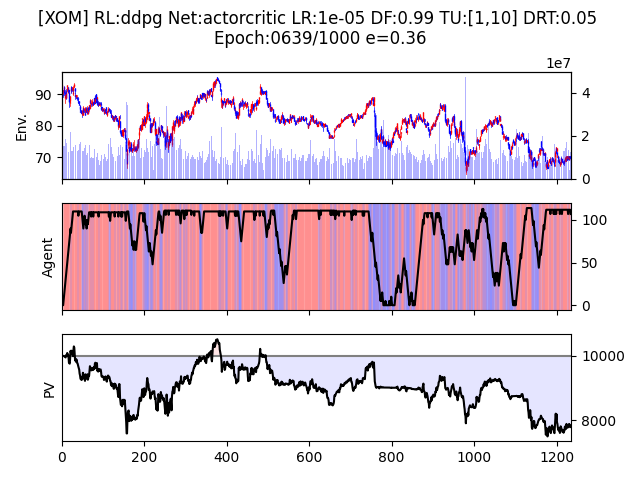 [XOM] RL:ddpg Net:actorcritic LR:1e-05 DF:0.99 TU:[1,10] DRT:0.05
Epoch:0639/1000 e=0.36
1e7
Env.
90
80
70
4
2
0
Agent
100
50
0
PV
10000
8000
0 200 400 600 800 1000 1200